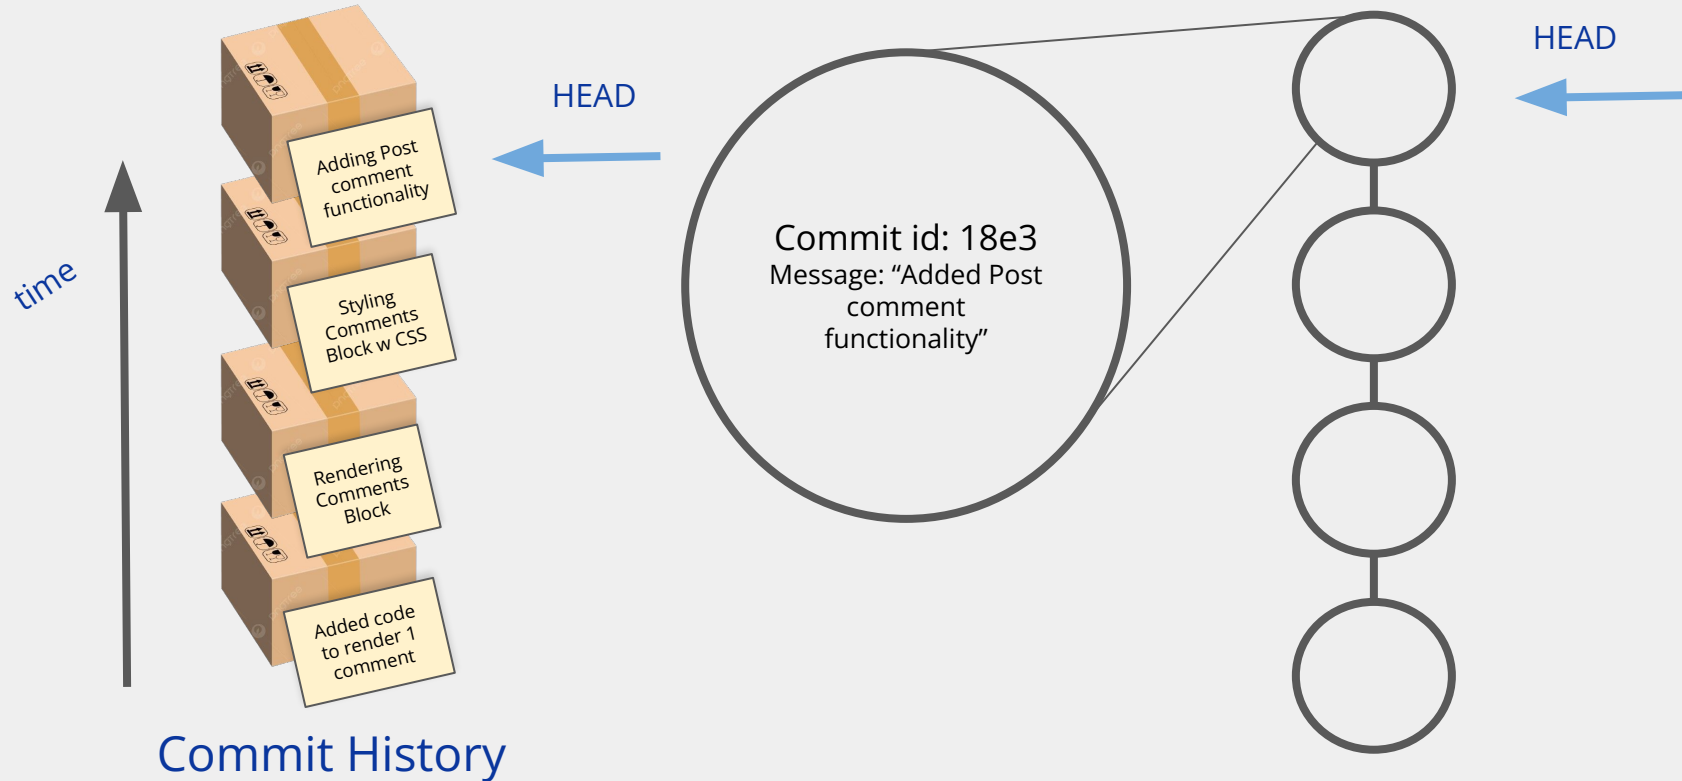 HEAD
HEAD
Adding Post
comment
functionality
time
Styling
Comments
Block w CSS
Commit id: 18e3
Message: “Added Post
comment
functionality”
Rendering
Comments
Block
Added code
to render 1
comment
Commit History